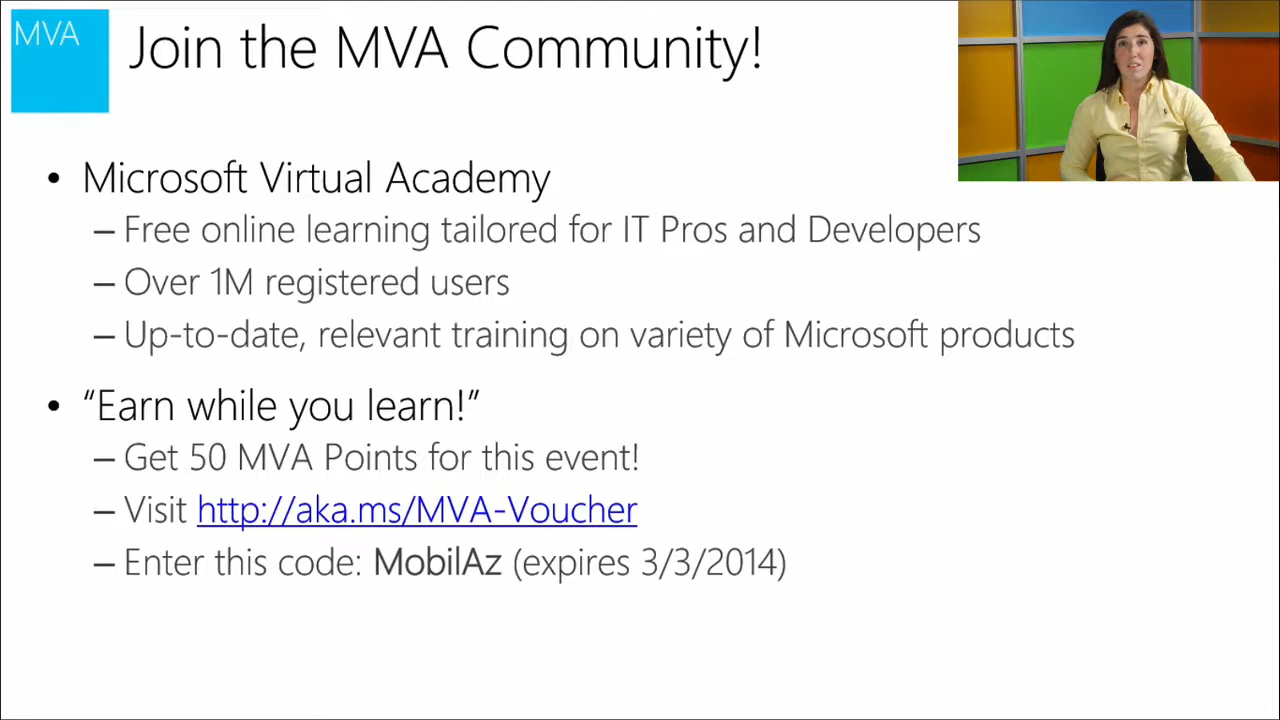 MVA
Join the MVA Community!
• Microsoft Virtual Academy
– Free online learning tailored for IT Pros and Developers
– Over 1M registered users
– Up-to-date, relevant training on variety of Microsoft products
• “Earn while you learn!”
– Get 50 MVA Points for this event!
– Visit http://aka.ms/MVA-Voucher
– Enter this code: MobilAz (expires 3/3/2014)